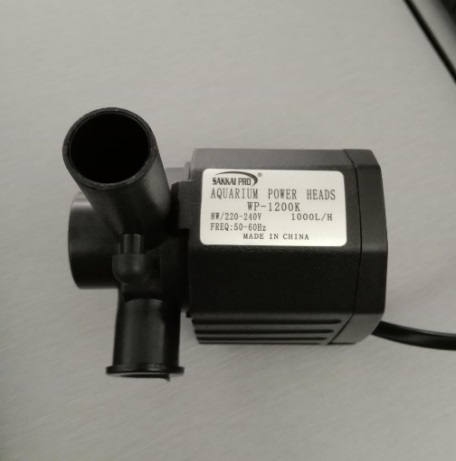 SAKKAI PRO ®
AQUARIUM POWER HEADS
WP-1200K
8W/220-240V 1000L/H
FREQ:50-60Hz
MADE IN CHINA